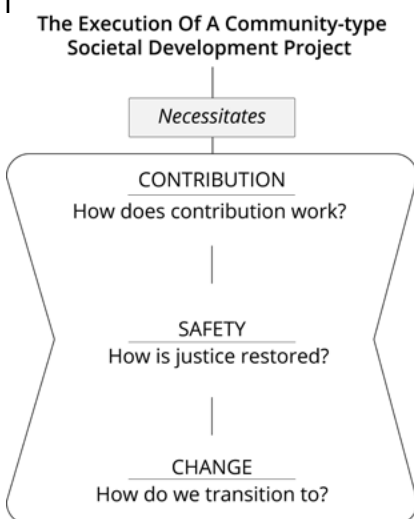 The Execution Of A Community-type
Societal Development Project
Necessitates
CONTRIBUTION
How does contribution work?
SAFETY
How is justice restored?
CHANGE
How do we transition to?